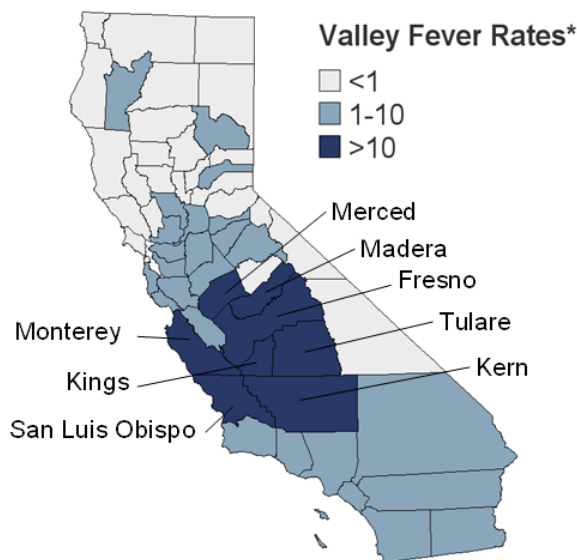 Valley Fever Rates*
<1
1-10
>10
Merced
Madera
Fresno
Monterey
Tulare
Kings
Kern
San Luis Obispo